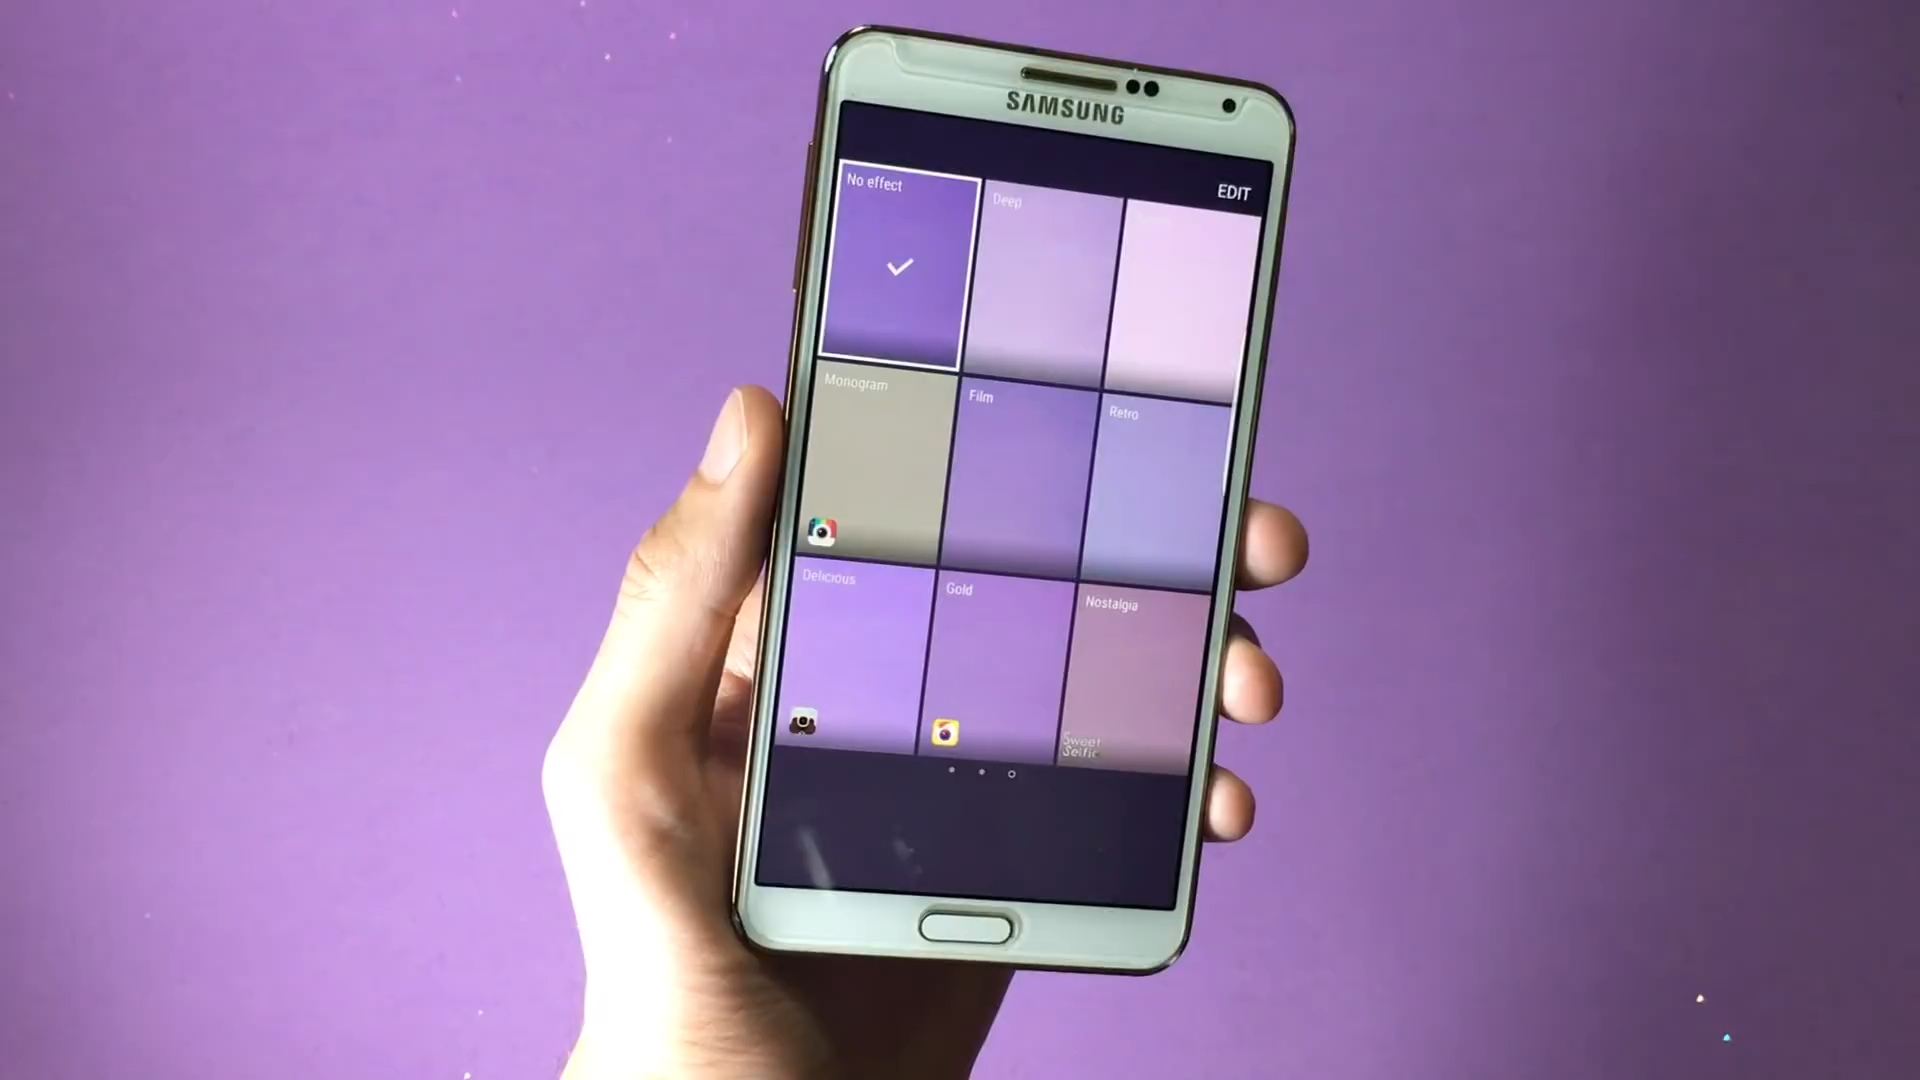 SAMSUNG
EDIT
No effect
Deep
Monogram
Film
Retro
Delicious
Gold
Nostalgia
Sweet
Selfie